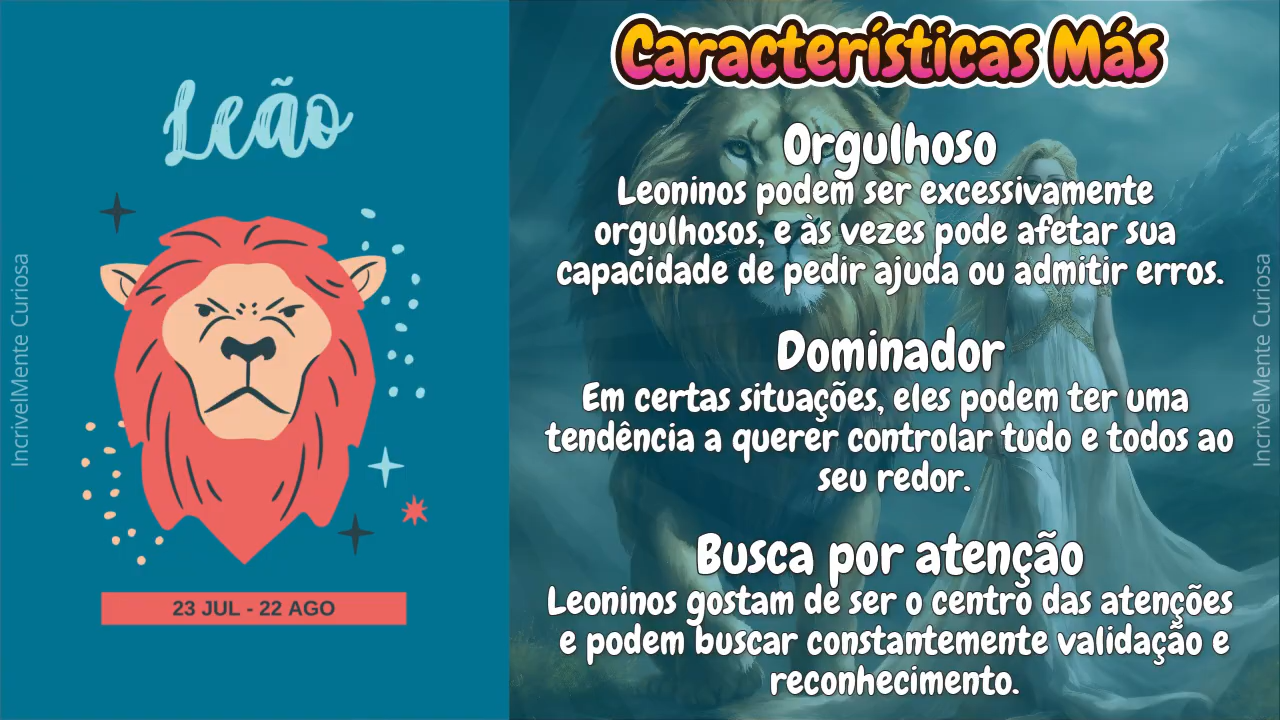 Leão
23 JUL - 22 AGO
IncrivelMente Curiosa
Características Más
Orgulhoso
Leoninos podem ser excessivamente
orgulhosos, e às vezes pode afetar sua
capacidade de pedir ajuda ou admitir erros.
Dominador
Em certas situações, eles podem ter uma
tendência a querer controlar tudo e todos ao
seu redor.
Busca por atenção
Leoninos gostam de ser o centro das atenções
e podem buscar constantemente validação e
reconhecimento.
IncrivelMente Curiosa